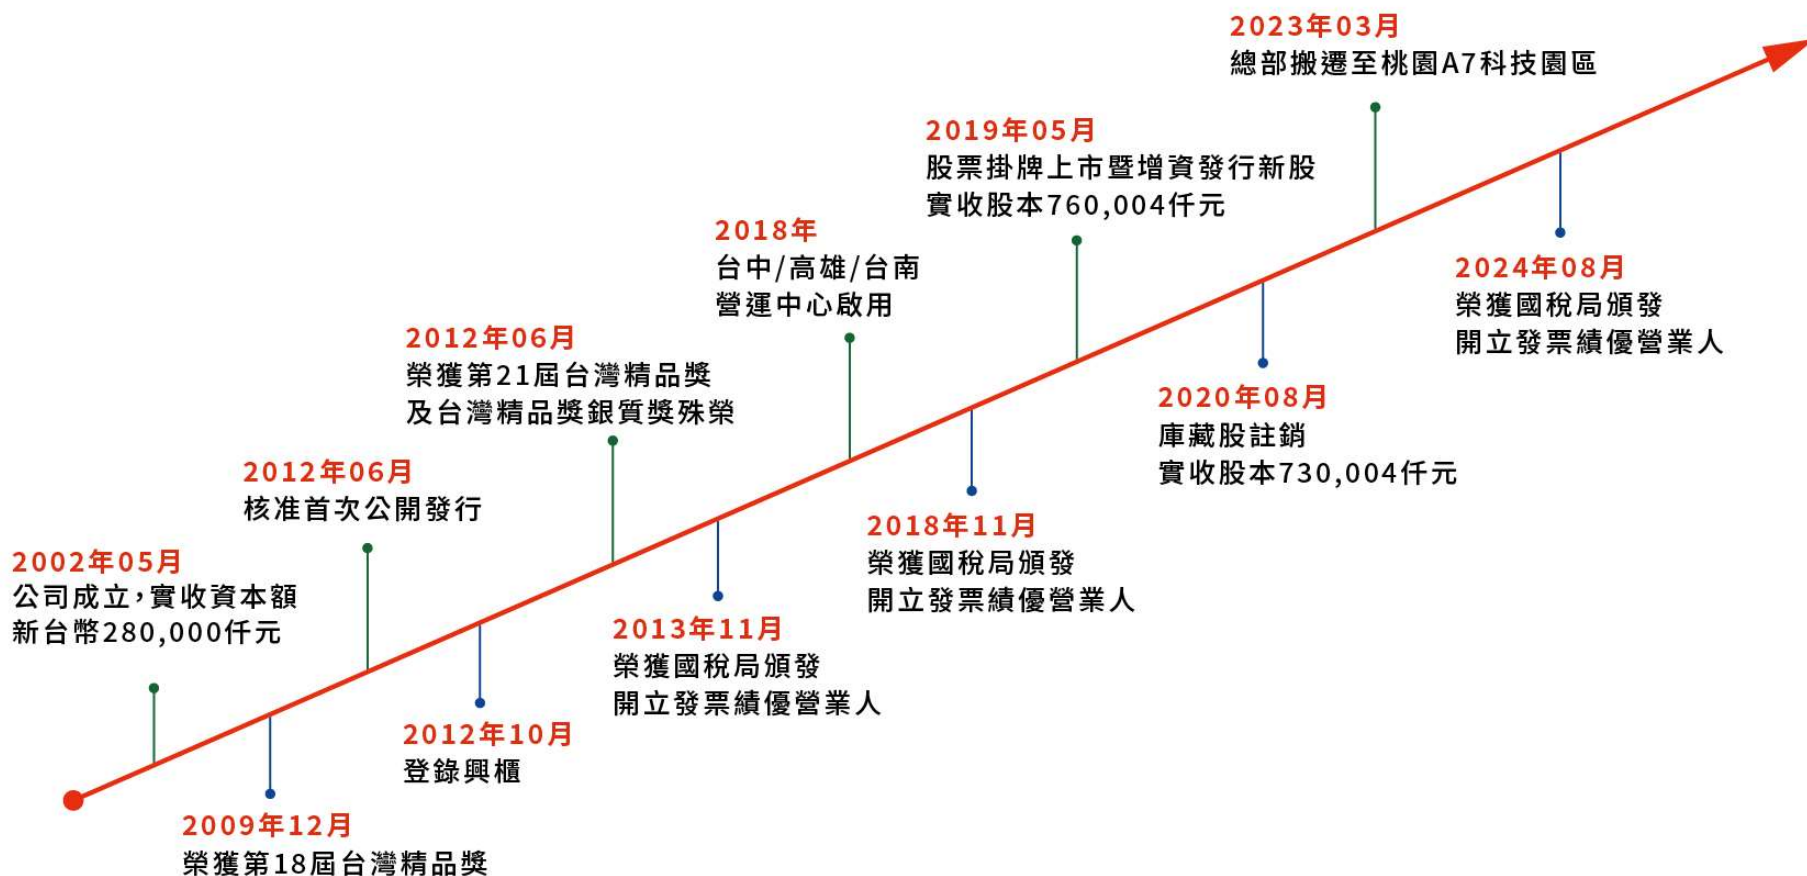 2002年05月
公司成立，實收資本額
新台幣280,000仟元
2009年12月
榮獲第18屆台灣精品獎
2012年06月
核准首次公開發行
2012年10月
登錄興櫃
2012年06月
榮獲第21屆台灣精品獎
及台灣精品獎銀質獎殊榮
2013年11月
榮獲國稅局頒發
開立發票績優營業人
2018年
台中/高雄/台南
營運中心啟用
2018年11月
榮獲國稅局頒發
開立發票績優營業人
2019年05月
股票掛牌上市暨增資發行新股
實收股本760,004仟元
2020年08月
庫藏股註銷
實收股本730,004仟元
2023年03月
總部搬遷至桃園A7科技園區
2024年08月
榮獲國稅局頒發
開立發票績優營業人